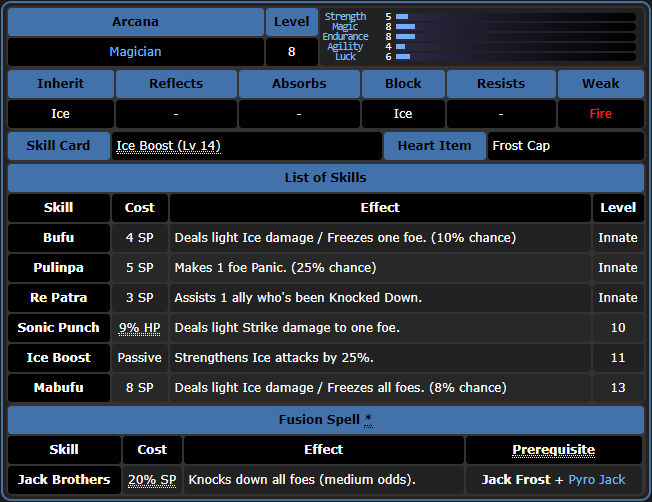 Arcana Level
Strength 5
Magic 8
Endurance 8
Agility 4
Luck 6
Magician 8
Inherit Reflects Absorbs Block Resists Weak
Ice - - Ice - Fire
Skill Card Ice Boost (Lv 14) Heart Item Frost Cap
List of Skills
Skill Cost Effect Level
Bufu 4 SP Deals light Ice damage / Freezes one foe. (10% chance) Innate
Pulinpa 5 SP Makes 1 foe Panic. (25% chance) Innate
Re Patra 3 SP Assists 1 ally who's been Knocked Down. Innate
Sonic Punch 9% HP Deals light Strike damage to one foe. 10
Ice Boost Passive Strengthens Ice attacks by 25%. 11
Mabufu 8 SP Deals light Ice damage / Freezes all foes. (8% chance) 13
Fusion Spell *
Skill Cost Effect Prerequisite
Jack Brothers 20% SP Knocks down all foes (medium odds). Jack Frost + Pyro Jack